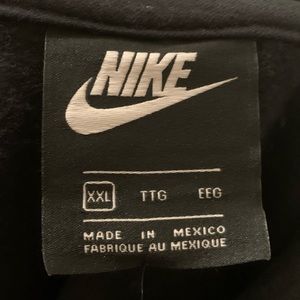 NIKE
XXL TTG EEG
MADE IN MEXICO
FABRIQUE AU MEXIQUE